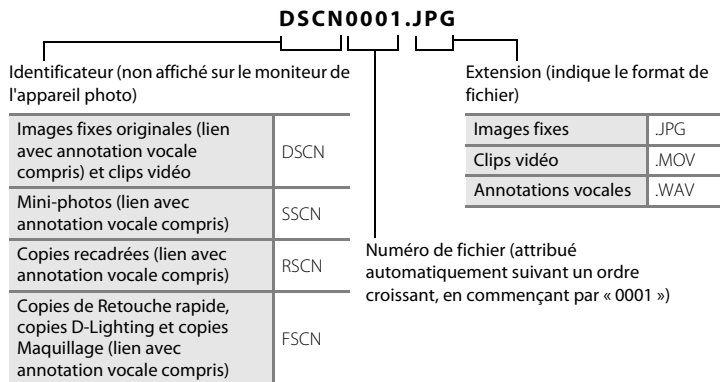 DSCN0001.JPG
Identificateur (non affiché sur le moniteur de
l'appareil photo)
Images fixes originales (lien
avec annotation vocale
compris) et clips vidéo
DSCN
Mini-photos (lien avec
annotation vocale compris)
SSCN
Copies recadrées (lien avec
annotation vocale compris)
RSCN
Copies de Retouche rapide,
copies D-Lighting et copies
Maquillage (lien avec
annotation vocale compris)
FSCN
Numéro de fichier (attribué
automatiquement suivant un ordre
croissant, en commençant par « 0001 »)
Extension (indique le format de
fichier)
Images fixes .JPG
Clips vidéo .MOV
Annotations vocales .WAV